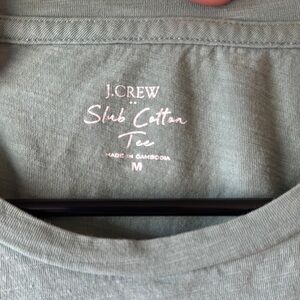 J.CREW
Slub Cotton
Tee
MADE IN CAMBODIA
M